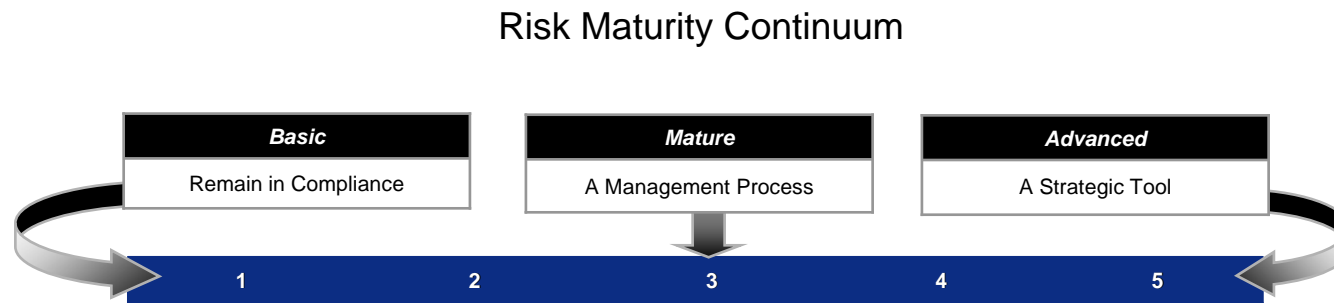 Risk Maturity Continuum
Basic
Remain in Compliance
Mature
A Management Process
Advanced
A Strategic Tool
1 2 3 4 5